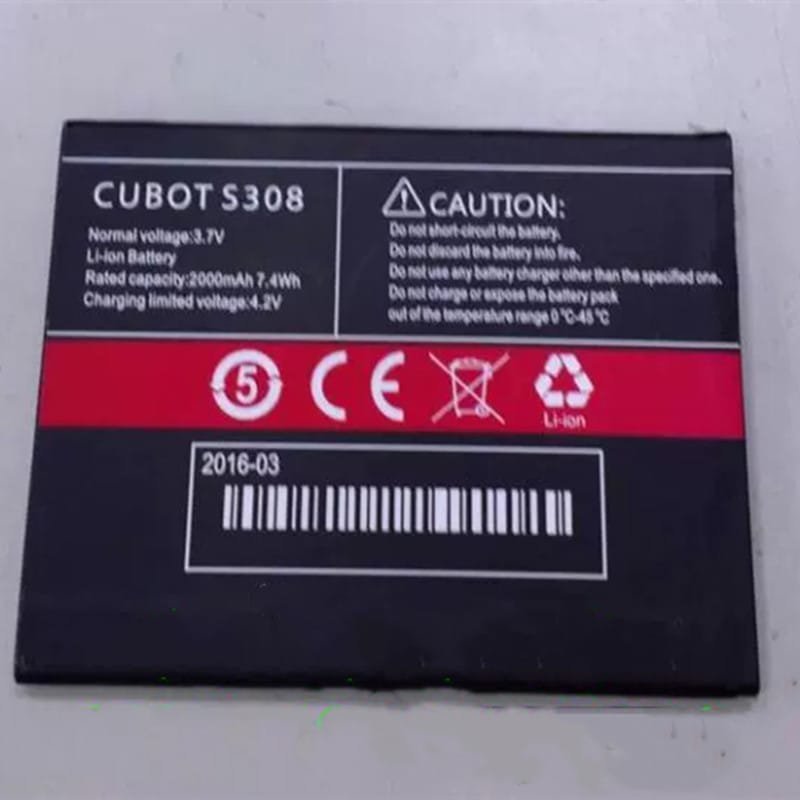 CUBOT S308
Normal voltage:3.7V
Li-ion Battery
Rated capacity:2000mAh 7.4Wh
Charging limited voltage:4.2V
CAUTION:
Do not short-circuit the battery.
Do not discard the battery into fire.
Do not use any battery charger other than the specified one.
Do not charge or expose the battery pack
out of the temperature range 0 °C-45 °C
5
CE
Li-ion
2016-03